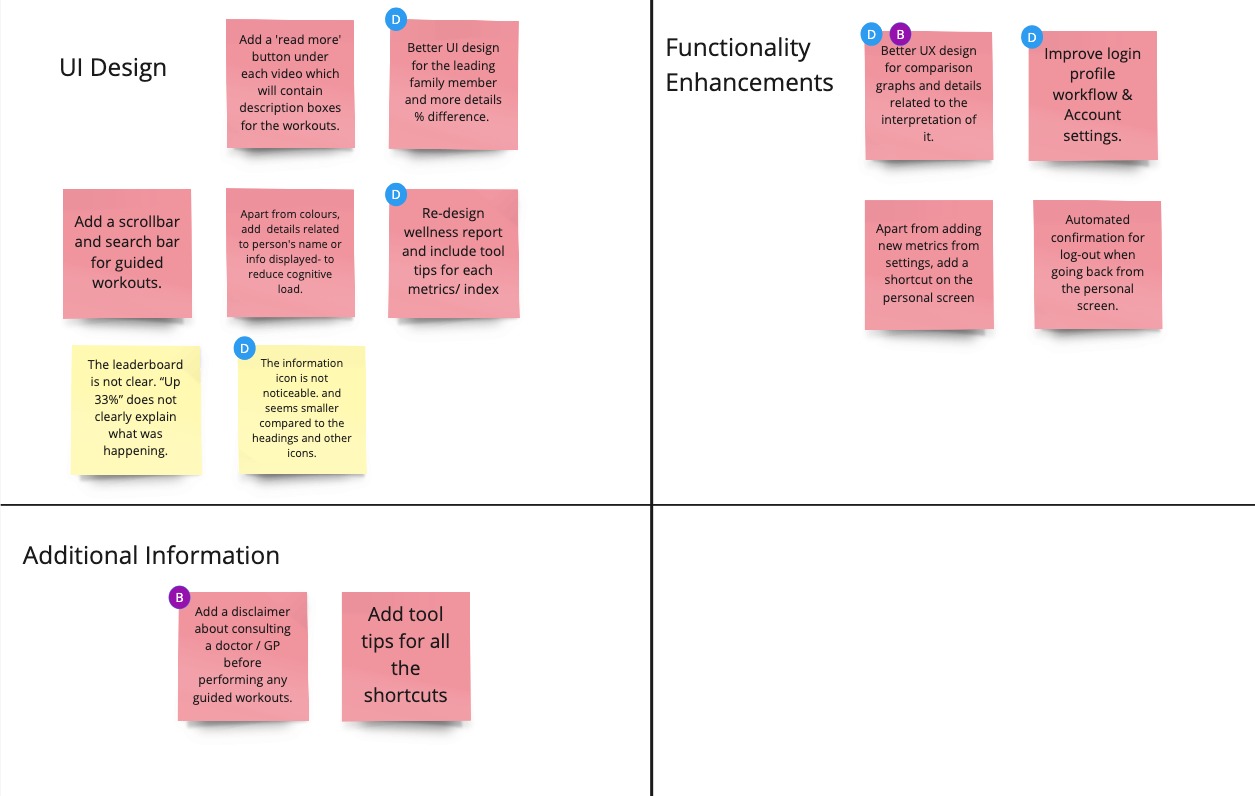 UI Design
Add a 'read more'
button under
each video which
will contain
description boxes
for the workouts.
D
Better UI design
for the leading
family member
and more details
% difference.
Add a scrollbar
and search bar
for guided
workouts.
Apart from colours,
add details related
to person's name or
info displayed- to
reduce cognitive
load.
D
Re-design
wellness report
and include tool
tips for each
metrics/ index
The leaderboard
is not clear. “Up
33%” does not
clearly explain
what was
happening.
D
The information
icon is not
noticeable. and
seems smaller
compared to the
headings and other
icons.
Functionality
Enhancements
D B
Better UX design
for comparison
graphs and details
related to the
interpretation of
it.
D
Improve login
profile
workflow &
Account
settings.
Apart from adding
new metrics from
settings, add a
shortcut on the
personal screen
Automated
confirmation for
log-out when
going back from
the personal
screen.
Additional Information
B
Add a disclaimer
about consulting
a doctor / GP
before
performing any
guided workouts.
Add tool
tips for all
the
shortcuts